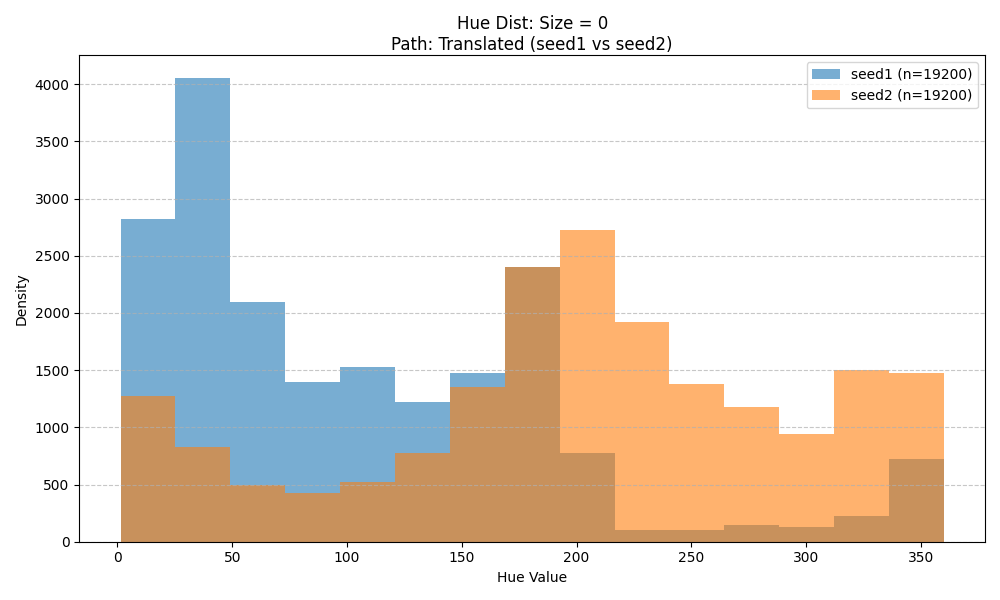 Hue Dist: Size = 0
Path: Translated (seed1 vs seed2)
seed1 (n=19200)
seed2 (n=19200)
Density
4000
3500
3000
2500
2000
1500
1000
500
0
0 50 100 150 200 250 300 350
Hue Value